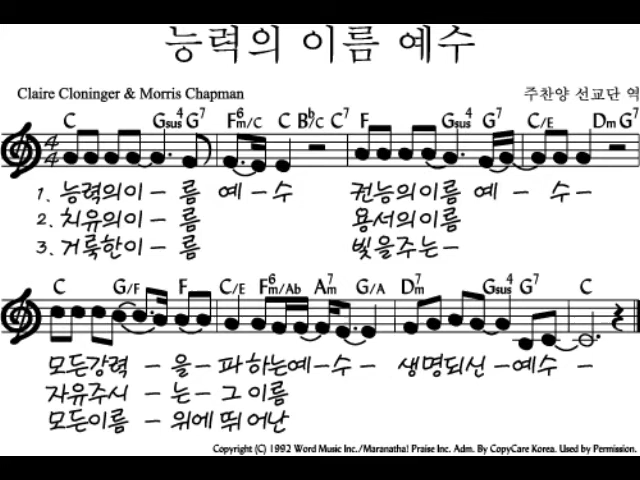 능력의 이름 예수
Claire Cloninger & Morris Chapman 주찬양 선교단 역
C Gsus4 G7 Fm6/C C Bb/C C7 F Gsus4 G7 C/E Dm G7
1. 능력의이 - 름 예 - 수 권능의이름 예 - 수 -
2. 치유의이 - 름 용서의이름
3. 거룩한이 - 름 빛을주는 -
C G/F F C/E Fm6/Ab Am7 G/A Dm7 Gsus4 G7 C
모든강력 - 을 - 파하는예 - 수 - 생명되신 - 예수 -
자유주시 - 는 - 그이름
모든이름 - 위에뛰어난
Copyright (C) 1992 Word Music Inc./Maranatha! Praise Inc. Adm. By CopyCare Korea. Used by Permission.